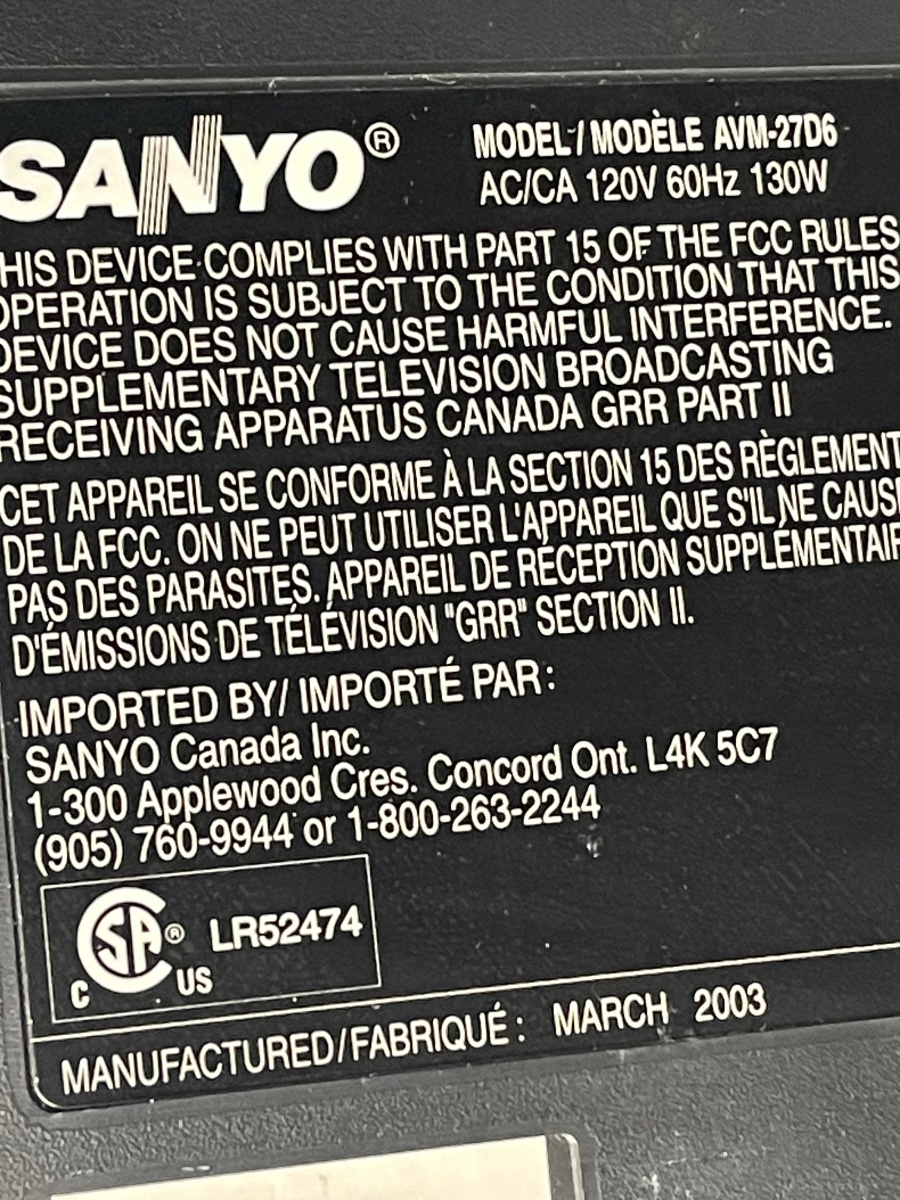 SANYO®
MODEL / MODÈLE AVM-27D6
AC/CA 120V 60Hz 130W
HIS DEVICE COMPLIES WITH PART 15 OF THE FCC RULES
OPERATION IS SUBJECT TO THE CONDITION THAT THIS
DEVICE DOES NOT CAUSE HARMFUL INTERFERENCE.
SUPPLEMENTARY TELEVISION BROADCASTING
RECEIVING APPARATUS CANADA GRR PART II
CET APPAREIL SE CONFORME À LA SECTION 15 DES RÈGLEMENT
DE LA FCC. ON NE PEUT UTILISER L'APPAREIL QUE S'IL NE CAUS
PAS DES PARASITES. APPAREIL DE RÉCEPTION SUPPLÉMENTAIR
D'ÉMISSIONS DE TÉLÉVISION "GRR" SECTION II.
IMPORTED BY/ IMPORTÉ PAR:
SANYO Canada Inc.
1-300 Applewood Cres. Concord Ont. L4K 5C7
(905) 760-9944 or 1-800-263-2244
C CSA® US LR52474
MANUFACTURED/FABRIQUÉ: MARCH 2003